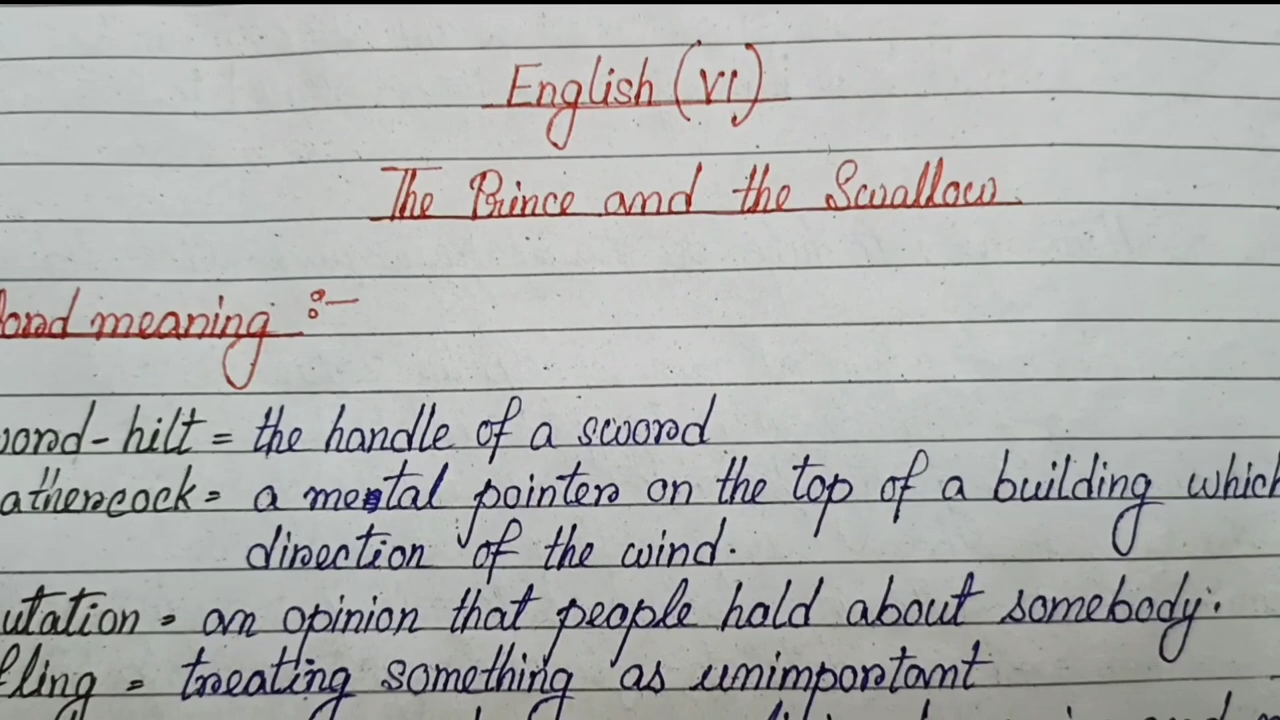 English (VI)
The Prince and the Swallow.
ord meaning :-
ord-hilt = the handle of a sword
athercock = a metal pointer on the top of a building which
direction of the wind.
utation = an opinion that people hold about somebody.
fling = treating something as unimportant